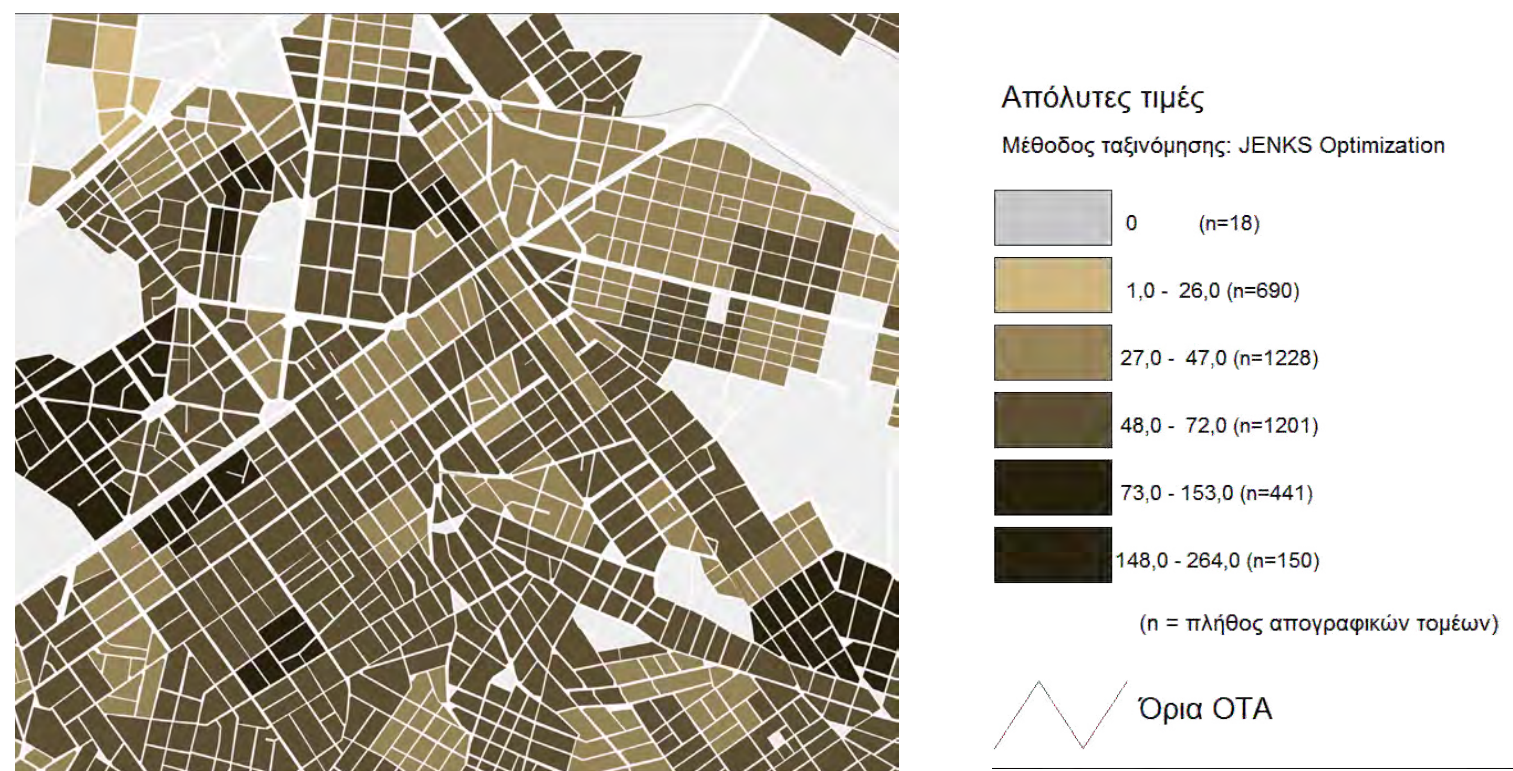 Απόλυτες τιμές
Μέθοδος ταξινόμησης: JENKS Optimization
0 (n=18)
1,0 - 26,0 (n=690)
27,0 - 47,0 (n=1228)
48,0 - 72,0 (n=1201)
73,0 - 153,0 (n=441)
148,0 - 264,0 (n=150)
(n = πλήθος απογραφικών τομέων)
Όρια ΟΤΑ